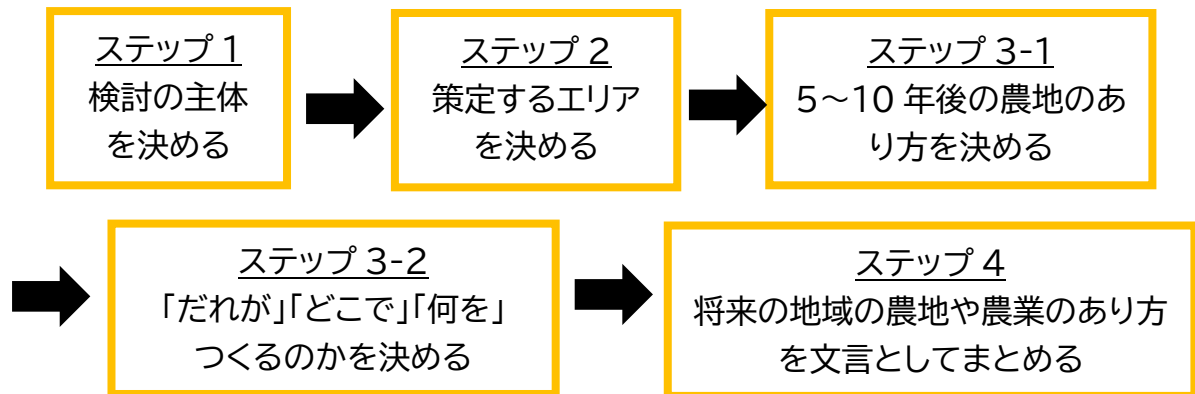 ステップ 1
検討の主体
を決める
ステップ 2
策定するエリア
を決める
ステップ 3-1
5～10 年後の農地のあ
り方を決める
ステップ 3-2
「だれが」「どこで」「何を」
つくるのかを決める
ステップ 4
将来の地域の農地や農業のあり方
を文言としてまとめる